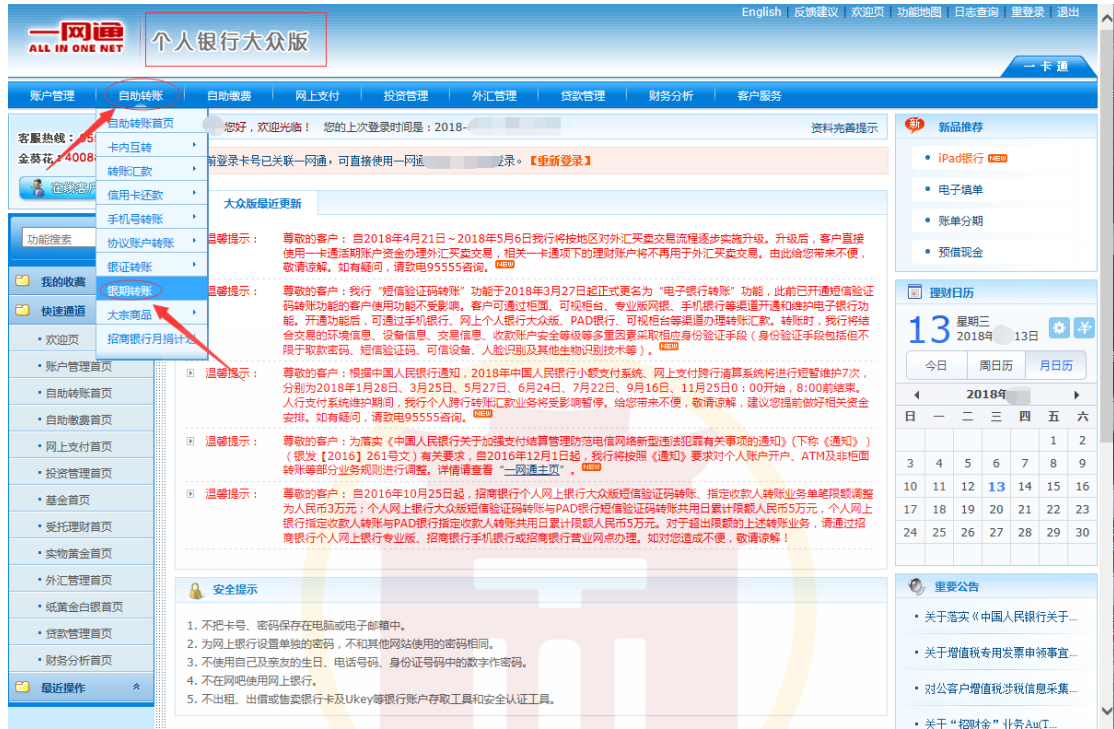 English | 反馈建议 | 欢迎页 | 功能地图 | 日志查询 | 重登录 | 退出
一网通
ALL IN ONE NET
个人银行大众版
一卡通
账户管理 自助转账 自助缴费 网上支付 投资管理 外汇管理 贷款管理 财务分析 客户服务
客服热线:
金葵花:4008
在线客户
功能搜索
我的收藏
快速通道
欢迎页
账户管理首页
自助转账首页
自助缴费首页
网上支付首页
投资管理首页
基金首页
受托理财首页
实物黄金首页
外汇管理首页
纸黄金白银首页
贷款管理首页
财务分析首页
最近操作
自助转账首页
卡内互转
转账汇款
信用卡还款
手机号转账
协议账户转账
银证转账
银期转账
大宗商品
招商银行月捐计划
您好,欢迎光临! 您的上次登录时间是:2018-
资料完善提示
前登录卡号已关联一网通,可直接使用一网通 登录。【重新登录】
大众版最近更新
温馨提示: 尊敬的客户: 自2018年4月21日~2018年5月6日我行将按地区对外汇买卖交易流程逐步实施升级。升级后,客户直接
使用一卡通活期账户资金办理外汇买卖交易,相关一卡通项下的理财账户将不再用于外汇买卖交易。由此给您带来不便,
敬请谅解。如有疑问,请致电95555咨询。NEW
温馨提示: 尊敬的客户:我行“短信验证码转账”功能于2018年3月27日起正式更名为“电子银行转账”功能,此前已开通短信验证
码转账功能的客户使用功能不受影响。客户可通过柜面、可视柜台、专业版网银、手机银行等渠道开通和维护电子银行功
能。开通功能后,可通过手机银行、网上个人银行大众版、PAD银行、可视柜台等渠道办理转账汇款。转账时,我行将结
合交易的环境信息、设备信息、交易信息、收款账户安全等级等多重因素采取相应身份验证手段(身份验证手段包括但不
限于取款密码、短信验证码、可信设备、人脸识别及其他生物识别技术等)。NEW
温馨提示: 尊敬的客户:根据中国人民银行通知,2018年中国人民银行小额支付系统、网上支付跨行清算系统将进行短暂维护7次,
分别为2018年1月28日、3月25日、5月27日、6月24日、7月22日、9月16日、11月25日0:00开始,8:00前结束。
人行支付系统维护期间,我行个人跨行转账汇款业务将受影响暂停。给您带来不便,敬请谅解,建议您提前做好相关资金
安排。如有疑问,请致电95555咨询。NEW
温馨提示: 尊敬的客户:为落实《中国人民银行关于加强支付结算管理防范电信网络新型违法犯罪有关事项的通知》(下称《通知》)
(银发【2016】261号文)有关要求,自2016年12月1日起,我行将按照《通知》要求对个人账户开户、ATM及非柜面
转账等部分业务规则进行调整。详情请查看“一网通主页”。NEW
温馨提示: 尊敬的客户: 自2016年10月25日起,招商银行个人网上银行大众版短信验证码转账、指定收款人转账业务单笔限额调整
为人民币3万元;个人网上银行大众版短信验证码转账与PAD银行短信验证码转账共用日累计限额人民币5万元,个人网上
银行指定收款人转账与PAD银行指定收款人转账共用日累计限额人民币5万元。对于超出限额的上述转账业务,请通过招
商银行个人网上银行专业版、招商银行手机银行或招商银行营业网点办理。如对您造成不便,敬请谅解!
安全提示
1. 不把卡号、密码保存在电脑或电子邮箱中。
2. 为网上银行设置单独的密码,不和其他网站使用的密码相同。
3. 不使用自己及亲友的生日、电话号码、身份证号码中的数字作密码。
4. 不在网吧使用网上银行。
5. 不出租、出借或售卖银行卡及Ukey等银行账户存取工具和安全认证工具。
新 新品推荐
iPad银行 NEW
电子填单
账单分期
预借现金
理财日历
13 星期三
2018年 13日
今日 周日历 月日历
2018年
日 一 二 三 四 五 六
1 2
3 4 5 6 7 8 9
10 11 12 13 14 15 16
17 18 19 20 21 22 23
24 25 26 27 28 29 30
重要公告
关于落实《中国人民银行关于...
关于增值税专用发票申领事宜...
对公客户增值税涉税信息采集...
关于“招财金”业务Au(T...